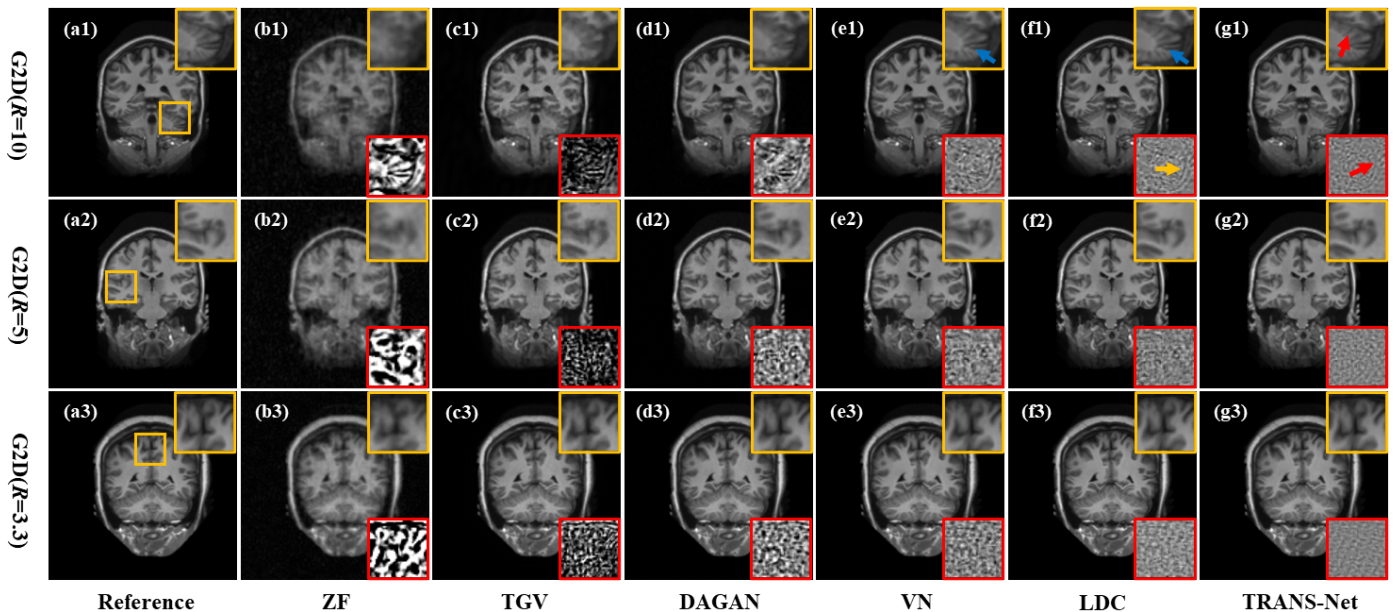 G2D(R=10)
(a1)
(b1)
(c1)
(d1)
(e1)
(f1)
(g1)
G2D(R=5)
(a2)
(b2)
(c2)
(d2)
(e2)
(f2)
(g2)
G2D(R=3.3)
(a3)
(b3)
(c3)
(d3)
(e3)
(f3)
(g3)
Reference
ZF
TGV
DAGAN
VN
LDC
TRANS-Net